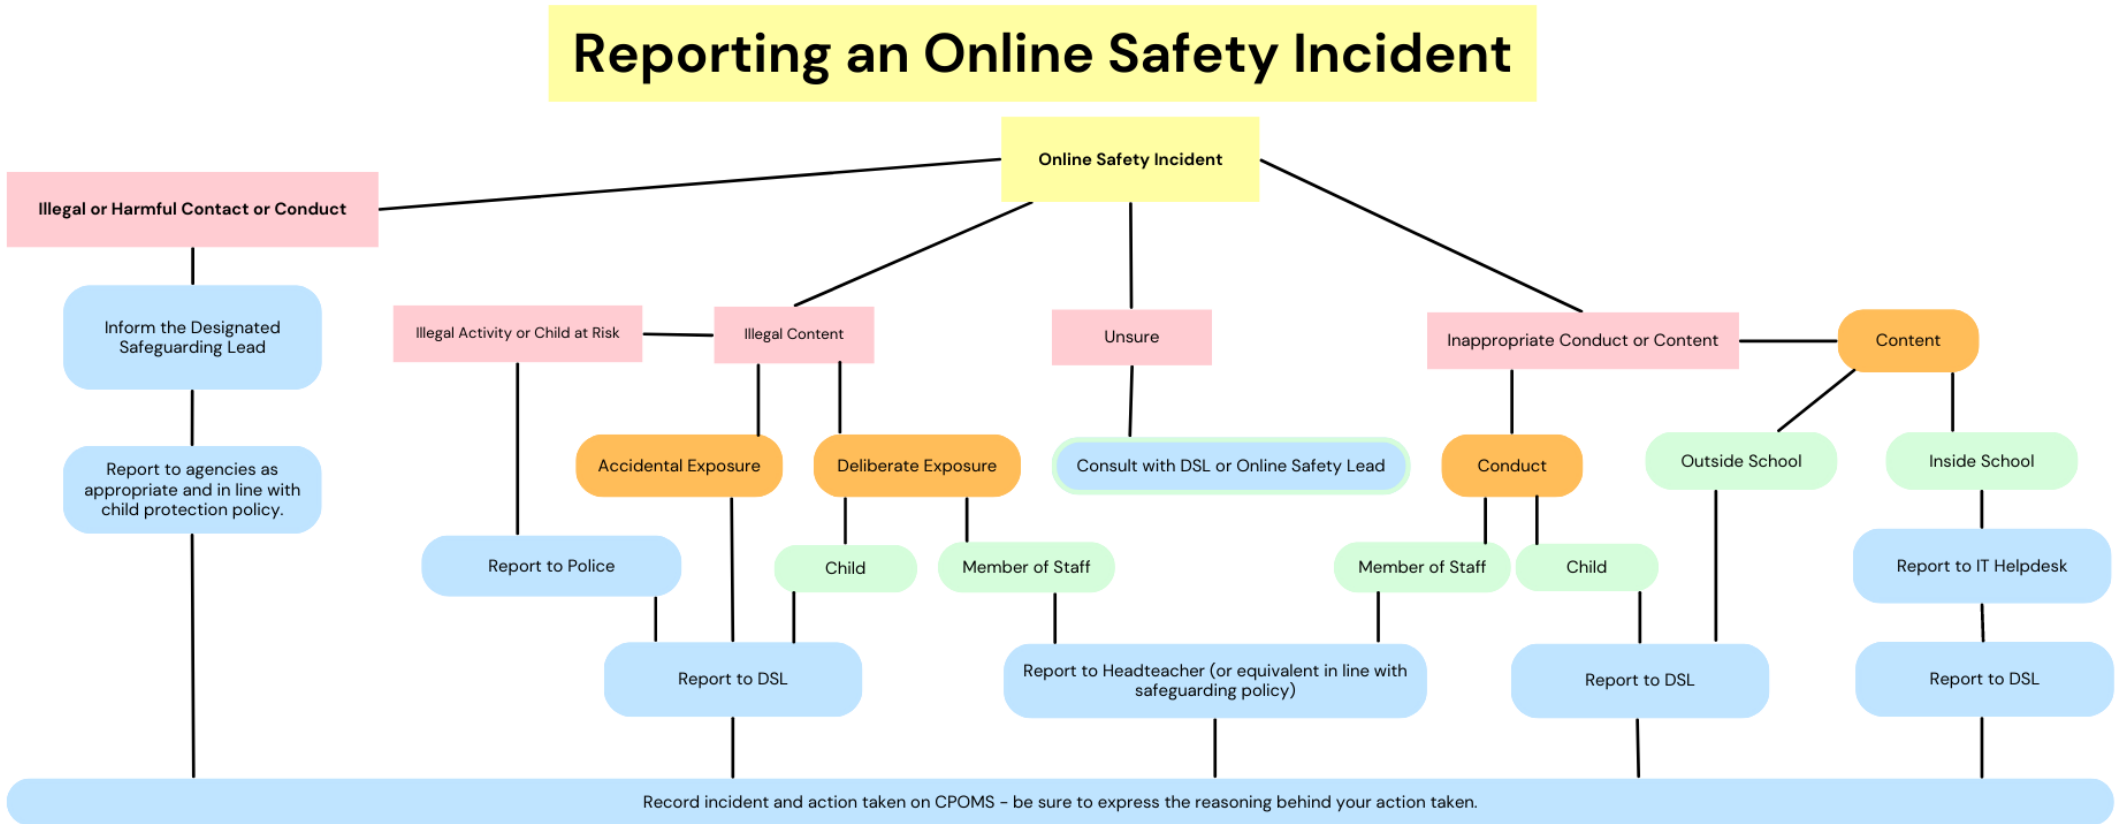 Reporting an Online Safety Incident
Online Safety Incident
Illegal or Harmful Contact or Conduct
Inform the Designated
Safeguarding Lead
Report to agencies as
appropriate and in line with
child protection policy.
Illegal Activity or Child at Risk
Illegal Content
Unsure
Inappropriate Conduct or Content
Content
Accidental Exposure
Deliberate Exposure
Consult with DSL or Online Safety Lead
Conduct
Outside School
Inside School
Report to Police
Child
Member of Staff
Member of Staff
Child
Report to IT Helpdesk
Report to DSL
Report to Headteacher (or equivalent in line with
safeguarding policy)
Report to DSL
Report to DSL
Record incident and action taken on CPOMS - be sure to express the reasoning behind your action taken.